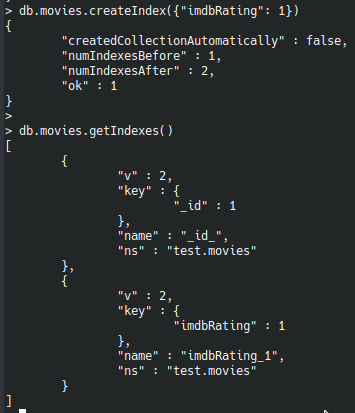 > db.movies.createIndex({"imdbRating": 1})
{
        "createdCollectionAutomatically" : false,
        "numIndexesBefore" : 1,
        "numIndexesAfter" : 2,
        "ok" : 1
}
>
> db.movies.getIndexes()
[
        {
                "v" : 2,
                "key" : {
                        "_id" : 1
                },
                "name" : "_id_",
                "ns" : "test.movies"
        },
        {
                "v" : 2,
                "key" : {
                        "imdbRating" : 1
                },
                "name" : "imdbRating_1",
                "ns" : "test.movies"
        }
]